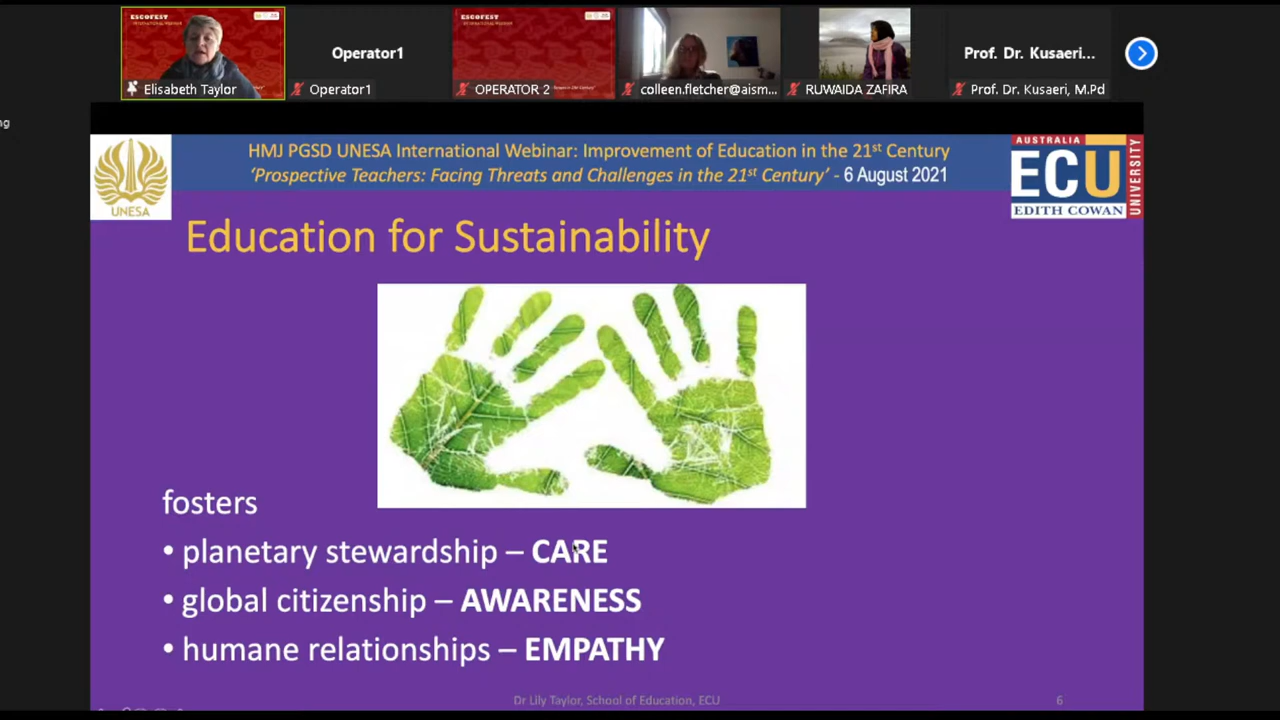 ESCOFEST
ESCOFEST
Operator1
Prof. Dr. Kusaeri...
Elisabeth Taylor
Operator1
OPERATOR 2
colleen.fletcher@aism...
RUWAIDA ZAFIRA
Prof. Dr. Kusaeri, M.Pd
ng
HMJ PGSD UNESA International Webinar: Improvement of Education in the 21st Century
‘Prospective Teachers: Facing Threats and Challenges in the 21st Century’ - 6 August 2021
UNESA
AUSTRALIA
ECU
EDITH COWAN
UNIVERSITY
Education for Sustainability
fosters
• planetary stewardship – CARE
• global citizenship – AWARENESS
• humane relationships – EMPATHY
Dr Lily Taylor, School of Education, ECU
6